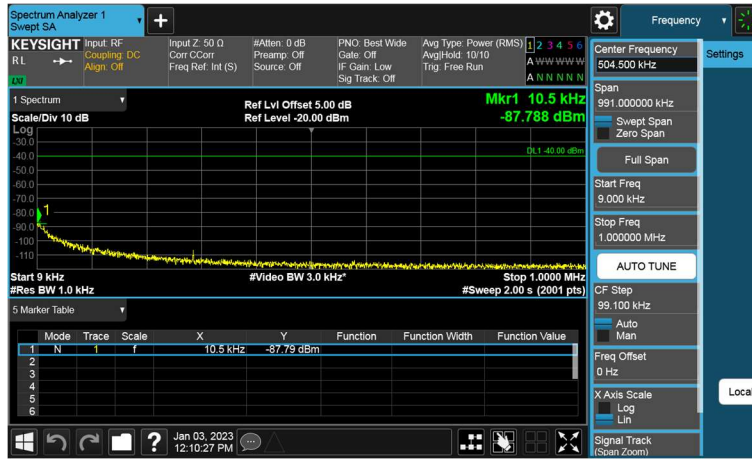 Spectrum Analyzer 1
Swept SA
Frequency
KEYSIGHT
RL
LXI
Input: RF
Coupling: DC
Align: Off
Input Z: 50 Ω
Corr CCorr
Freq Ref: Int (S)
#Atten: 0 dB
Preamp: Off
Source: Off
PNO: Best Wide
Gate: Off
IF Gain: Low
Sig Track: Off
Avg Type: Power (RMS)
Avg|Hold: 10/10
Trig: Free Run
1 2 3 4 5 6
A W W W W W
A N N N N N
1 Spectrum
Scale/Div 10 dB
Ref Lvl Offset 5.00 dB
Ref Level -20.00 dBm
Mkr1 10.5 kHz
-87.788 dBm
Log
-30.0
-40.0
-50.0
-60.0
-70.0
-80.0
-90.0
-100
-110
DL1 -40.00 dBm
1
Start 9 kHz
#Res BW 1.0 kHz
#Video BW 3.0 kHz*
Stop 1.0000 MHz
#Sweep 2.00 s (2001 pts)
5 Marker Table
Mode Trace Scale X Y Function Function Width Function Value
1 N 1 f 10.5 kHz -87.79 dBm
2
3
4
5
6
Jan 03, 2023
12:10:27 PM
Center Frequency
504.500 kHz
Settings
Span
991.000000 kHz
Swept Span
Zero Span
Full Span
Start Freq
9.000 kHz
Stop Freq
1.000000 MHz
AUTO TUNE
CF Step
99.100 kHz
Auto
Man
Freq Offset
0 Hz
X Axis Scale
Log
Lin
Local
Signal Track
(Span Zoom)